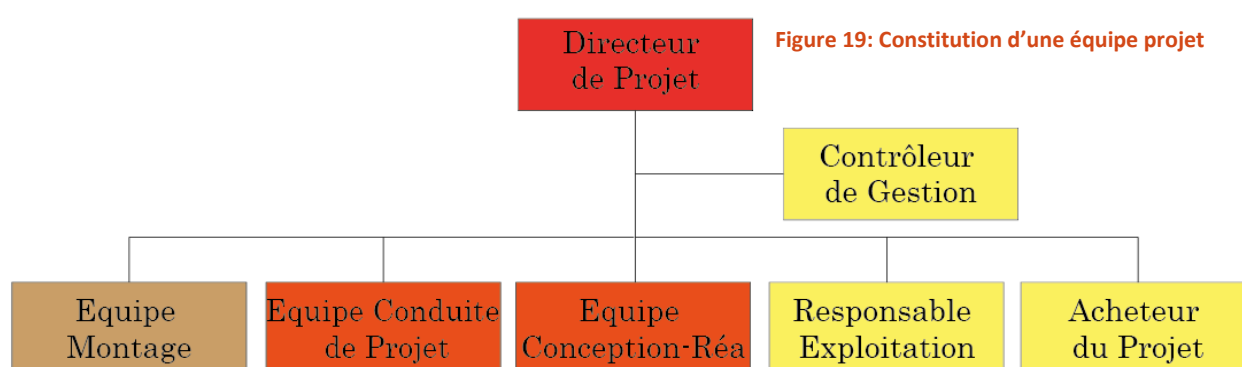 Directeur
de Projet
Figure 19: Constitution d’une équipe projet
Contrôleur
de Gestion
Equipe
Montage
Equipe Conduite
de Projet
Equipe
Conception-Réa
Responsable
Exploitation
Acheteur
du Projet